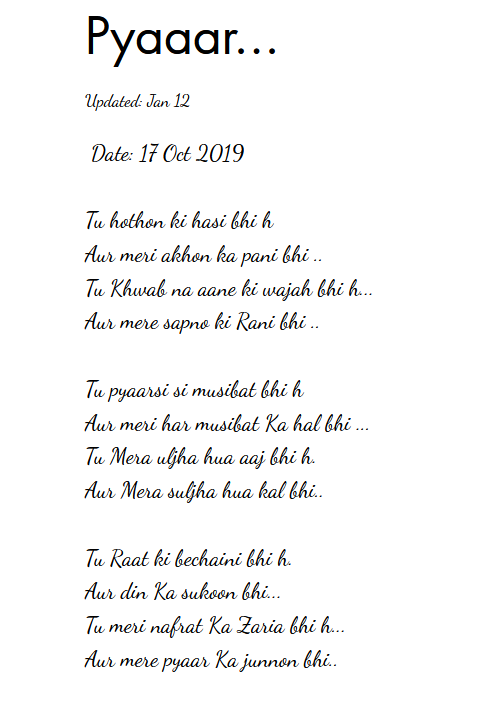 Pyaaar...
Updated: Jan 12
Date: 17 Oct 2019
Tu hothon ki hasi bhi h
Aur meri akhon ka pani bhi ..
Tu Khwab na aane ki wajah bhi h...
Aur mere sapno ki Rani bhi ..
Tu pyaarsi si musibat bhi h
Aur meri har musibat Ka hal bhi ...
Tu Mera uljha hua aaj bhi h.
Aur Mera suljha hua kal bhi..
Tu Raat ki bechaini bhi h.
Aur din Ka sukoon bhi...
Tu meri nafrat Ka Zaria bhi h...
Aur mere pyaar Ka junnon bhi..